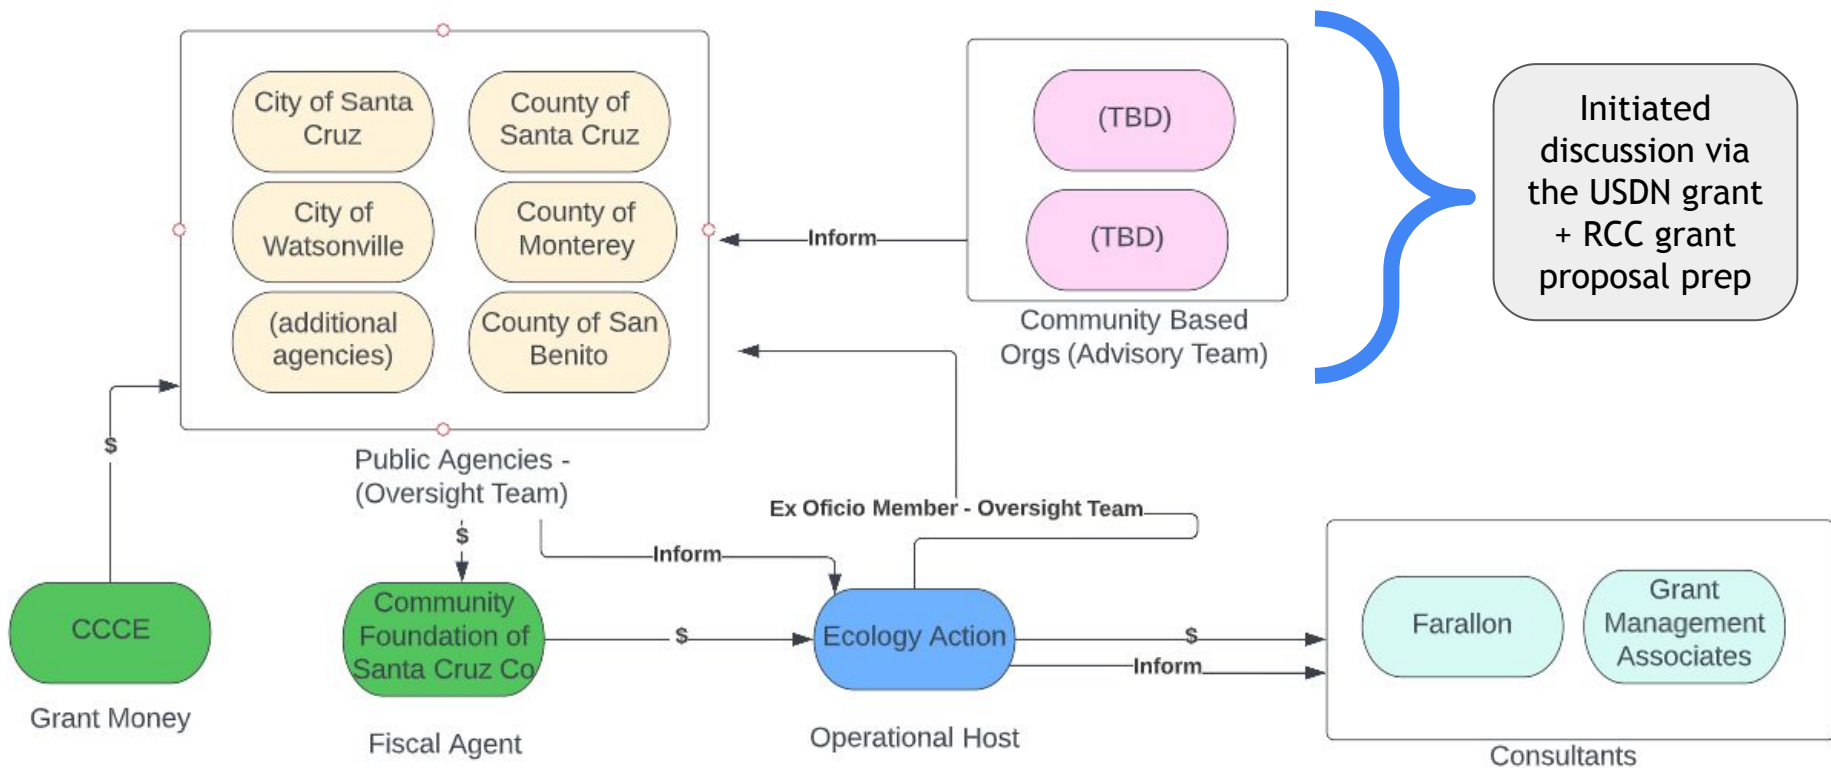 City of Santa
Cruz
County of
Santa Cruz
City of
Watsonville
County of
Monterey
(additional
agencies)
County of San
Benito
Public Agencies -
(Oversight Team)
(TBD)
(TBD)
Inform
Community Based
Orgs (Advisory Team)
Initiated
discussion via
the USDN grant
+ RCC grant
proposal prep
$
CCCE
Grant Money
$
Community
Foundation of
Santa Cruz Co
Fiscal Agent
Inform
$
Ex Oficio Member - Oversight Team
Ecology Action
Operational Host
$
Inform
Farallon
Grant
Management
Associates
Consultants